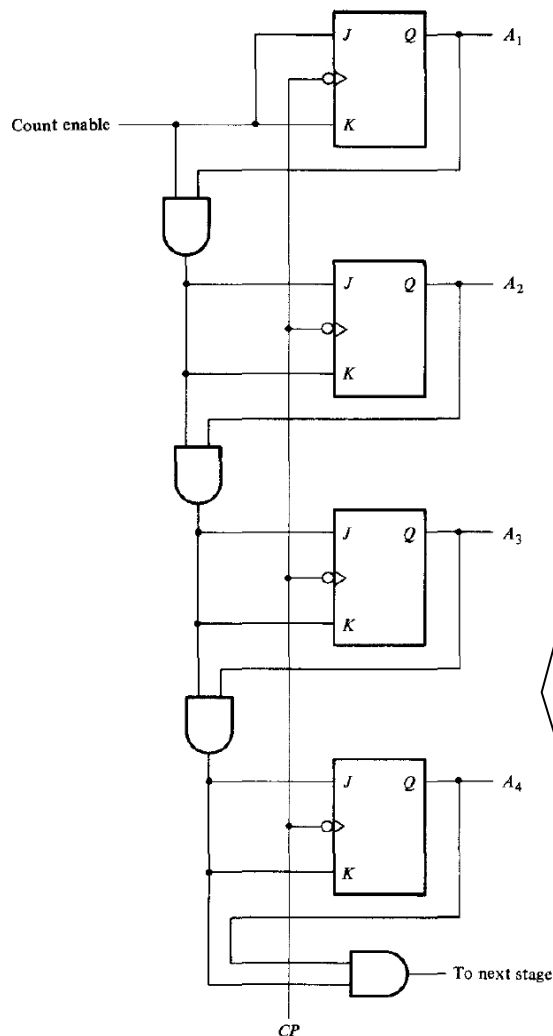 J Q A1
Count enable
K
J Q A2
K
J Q A3
K
J Q A4
K
To next stage
CP